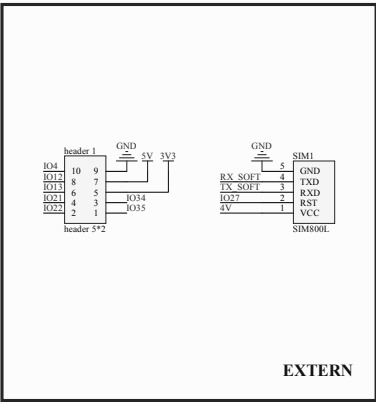 GND
header 1
5V 3V3
IO4 10 9
IO12 8 7
IO13 6 5
IO21 4 3 IO34
IO22 2 1 IO35
header 5*2
GND
SIM1
5 GND
RX_SOFT 4 TXD
TX_SOFT 3 RXD
IO27 2 RST
4V 1 VCC
SIM800L
EXTERN